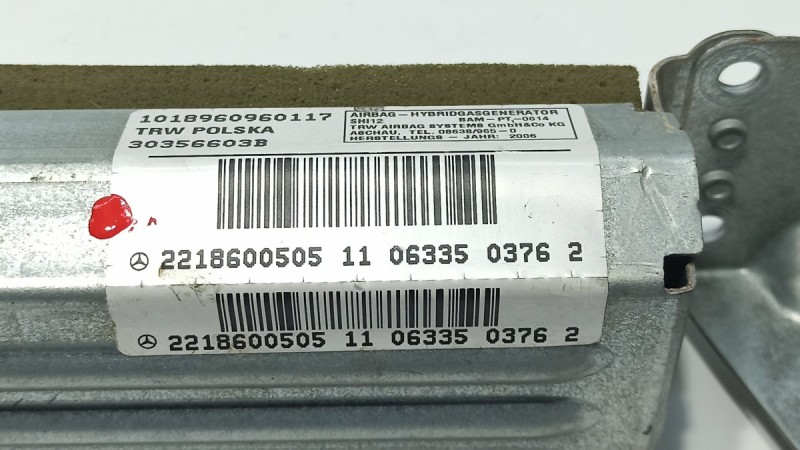 1018960960117
TRW POLSKA
30356603B
AIRBAG - HYBRIDGASGENERATOR
SHI12 BAM-PT,-0614
TRW AIRBAG SYSTEMS GmbH&Co KG
ASCHAU, TEL. 08638/965-0
HERSTELLUNGS - JAHR: 2006
2218600505 11 06335 0376 2
2218600505 11 06335 0376 2